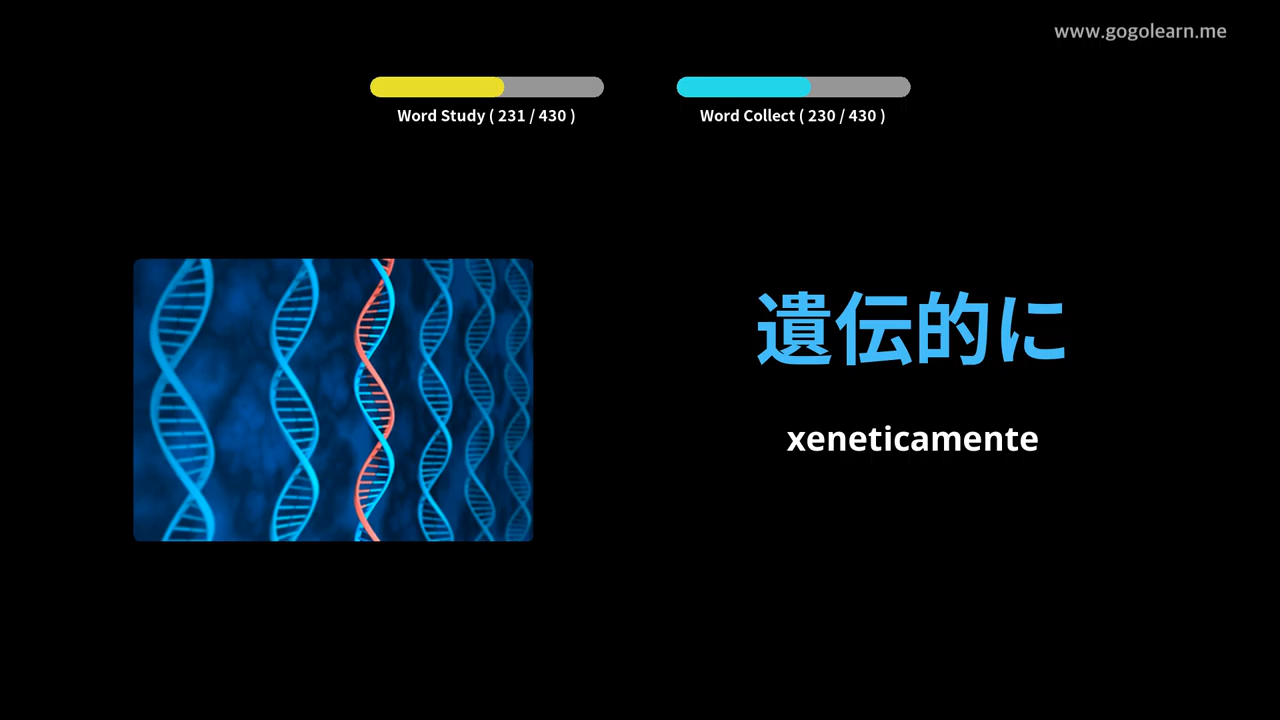 www.gogolearn.me
Word Study ( 231 / 430 )
Word Collect ( 230 / 430 )
遺伝的に
xeneticamente